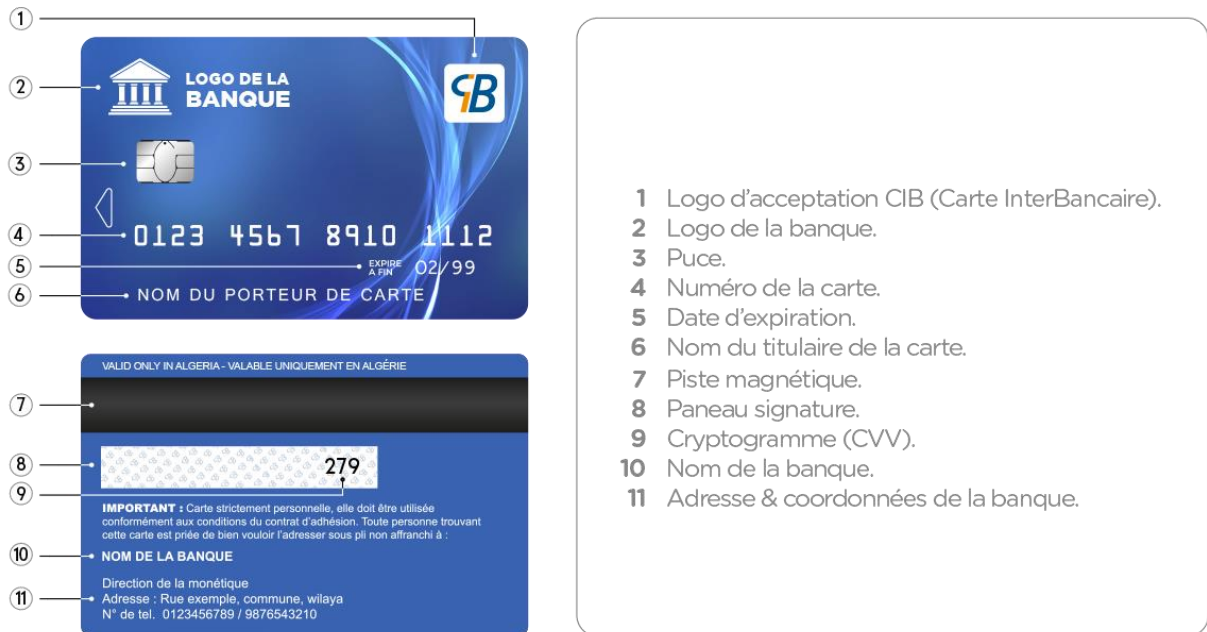 1
2
LOGO DE LA
BANQUE
CIB
3
4
0123 4567 8910 1112
5
EXPIRE
A FIN
02/99
6
NOM DU PORTEUR DE CARTE
VALID ONLY IN ALGERIA - VALABLE UNIQUEMENT EN ALGÉRIE
7
8
279
9
IMPORTANT : Carte strictement personnelle, elle doit être utilisée
conformément aux conditions du contrat d'adhésion. Toute personne trouvant
cette carte est priée de bien vouloir l'adresser sous pli non affranchi à :
10
NOM DE LA BANQUE
Direction de la monétique
11
Adresse : Rue exemple, commune, wilaya
N° de tel. 0123456789 / 9876543210
1 Logo d'acceptation CIB (Carte InterBancaire).
2 Logo de la banque.
3 Puce.
4 Numéro de la carte.
5 Date d'expiration.
6 Nom du titulaire de la carte.
7 Piste magnétique.
8 Paneau signature.
9 Cryptogramme (CVV).
10 Nom de la banque.
11 Adresse & coordonnées de la banque.